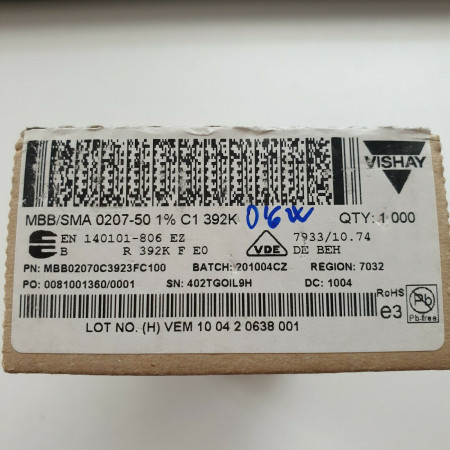 VISHAY
MBB/SMA 0207-50 1% C1 392K QTY: 1 000
EN 140101-806 EZ VDE 7933/10.74
B R 392K F E0 DE BEH
PN: MBB02070C3923FC100 BATCH: 201004CZ REGION: 7032
PO: 0081001360/0001 SN: 402TGOIL9H DC: 1004
RoHS
e3 Pb
Pb-free
LOT NO. (H) VEM 10 04 2 0638 001